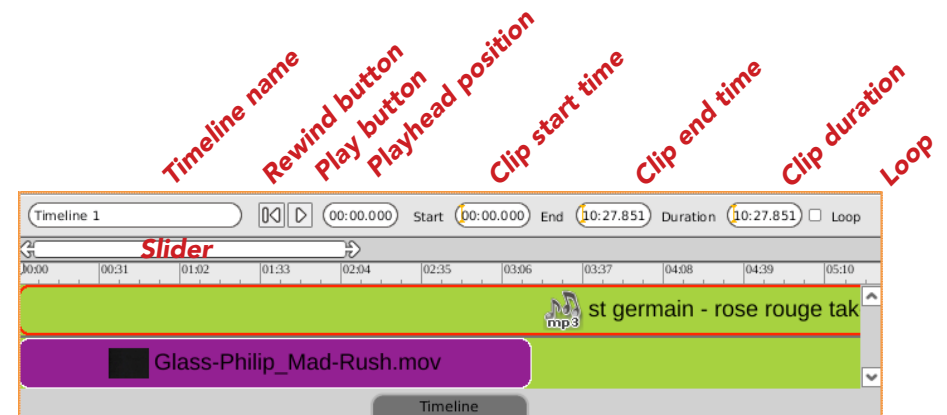 Timeline name
Rewind button
Play button
Playhead position
Clip start time
Clip end time
Clip duration
Loop
Timeline 1 00:00.000 Start 00:00.000 End 10:27.851 Duration 10:27.851 Loop
Slider
00:00 00:31 01:02 01:33 02:04 02:35 03:06 03:37 04:08 04:39 05:10
mp3 st germain - rose rouge tak
Glass-Philip_Mad-Rush.mov
Timeline